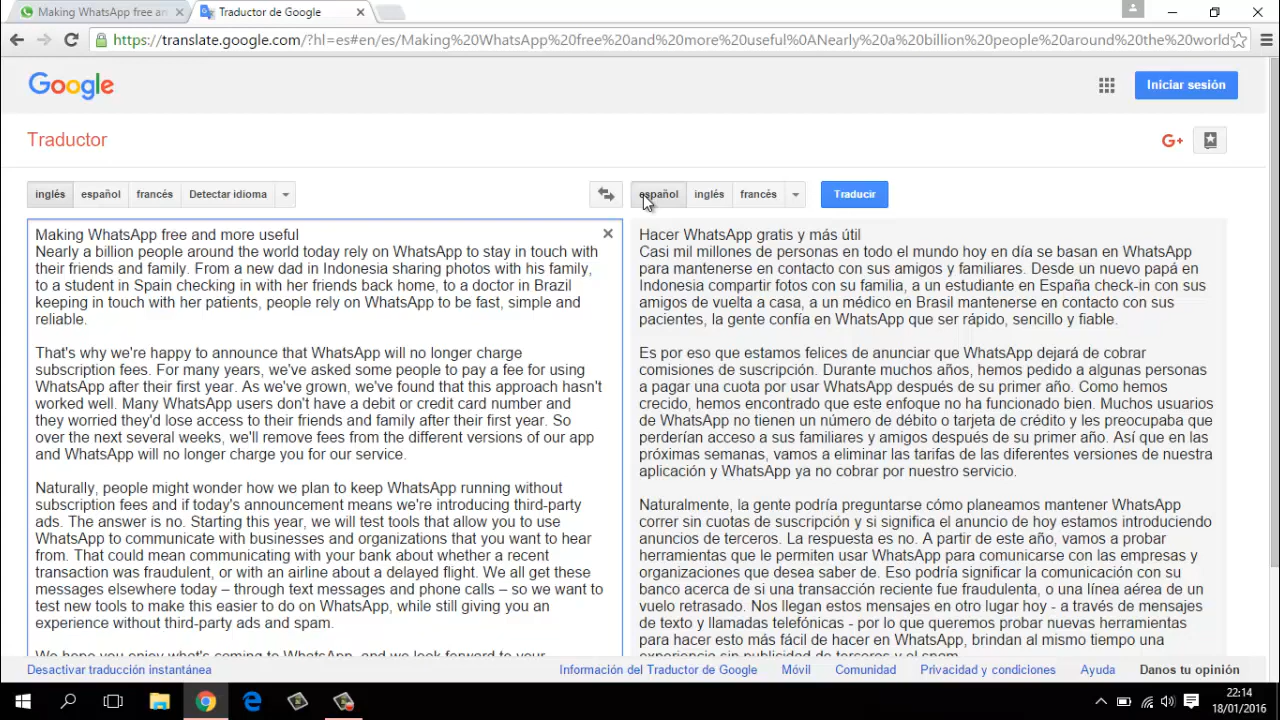 Making WhatsApp free an
Traductor de Google
https://translate.google.com/?hl=es#en/es/Making%20WhatsApp%20free%20and%20more%20useful%0ANearly%20a%20billion%20people%20around%20the%20world
Google
Iniciar sesión
Traductor
G+
inglés español francés Detectar idioma
español inglés francés Traducir
Making WhatsApp free and more useful
Nearly a billion people around the world today rely on WhatsApp to stay in touch with
their friends and family. From a new dad in Indonesia sharing photos with his family,
to a student in Spain checking in with her friends back home, to a doctor in Brazil
keeping in touch with her patients, people rely on WhatsApp to be fast, simple and
reliable.
That's why we're happy to announce that WhatsApp will no longer charge
subscription fees. For many years, we've asked some people to pay a fee for using
WhatsApp after their first year. As we've grown, we've found that this approach hasn't
worked well. Many WhatsApp users don't have a debit or credit card number and
they worried they'd lose access to their friends and family after their first year. So
over the next several weeks, we'll remove fees from the different versions of our app
and WhatsApp will no longer charge you for our service.
Naturally, people might wonder how we plan to keep WhatsApp running without
subscription fees and if today's announcement means we're introducing third-party
ads. The answer is no. Starting this year, we will test tools that allow you to use
WhatsApp to communicate with businesses and organizations that you want to hear
from. That could mean communicating with your bank about whether a recent
transaction was fraudulent, or with an airline about a delayed flight. We all get these
messages elsewhere today – through text messages and phone calls – so we want to
test new tools to make this easier to do on WhatsApp, while still giving you an
experience without third-party ads and spam.
We hope you enjoy what's coming to WhatsApp, and we look forward to your
Hacer WhatsApp gratis y más útil
Casi mil millones de personas en todo el mundo hoy en día se basan en WhatsApp
para mantenerse en contacto con sus amigos y familiares. Desde un nuevo papá en
Indonesia compartir fotos con su familia, a un estudiante en España check-in con sus
amigos de vuelta a casa, a un médico en Brasil mantenerse en contacto con sus
pacientes, la gente confía en WhatsApp que ser rápido, sencillo y fiable.
Es por eso que estamos felices de anunciar que WhatsApp dejará de cobrar
comisiones de suscripción. Durante muchos años, hemos pedido a algunas personas
a pagar una cuota por usar WhatsApp después de su primer año. Como hemos
crecido, hemos encontrado que este enfoque no ha funcionado bien. Muchos usuarios
de WhatsApp no tienen un número de débito o tarjeta de crédito y les preocupaba que
perderían acceso a sus familiares y amigos después de su primer año. Así que en las
próximas semanas, vamos a eliminar las tarifas de las diferentes versiones de nuestra
aplicación y WhatsApp ya no cobrar por nuestro servicio.
Naturalmente, la gente podría preguntarse cómo planeamos mantener WhatsApp
correr sin cuotas de suscripción y si significa el anuncio de hoy estamos introduciendo
anuncios de terceros. La respuesta es no. A partir de este año, vamos a probar
herramientas que le permiten usar WhatsApp para comunicarse con las empresas y
organizaciones que desea saber de. Eso podría significar la comunicación con su
banco acerca de si una transacción reciente fue fraudulenta, o una línea aérea de un
vuelo retrasado. Nos llegan estos mensajes en otro lugar hoy - a través de mensajes
de texto y llamadas telefónicas - por lo que queremos probar nuevas herramientas
para hacer esto más fácil de hacer en WhatsApp, brindan al mismo tiempo una
experiencia sin publicidad de terceros y el spam.
Desactivar traducción instantánea
Información del Traductor de Google Móvil Comunidad Privacidad y condiciones Ayuda Danos tu opinión
22:14
18/01/2016